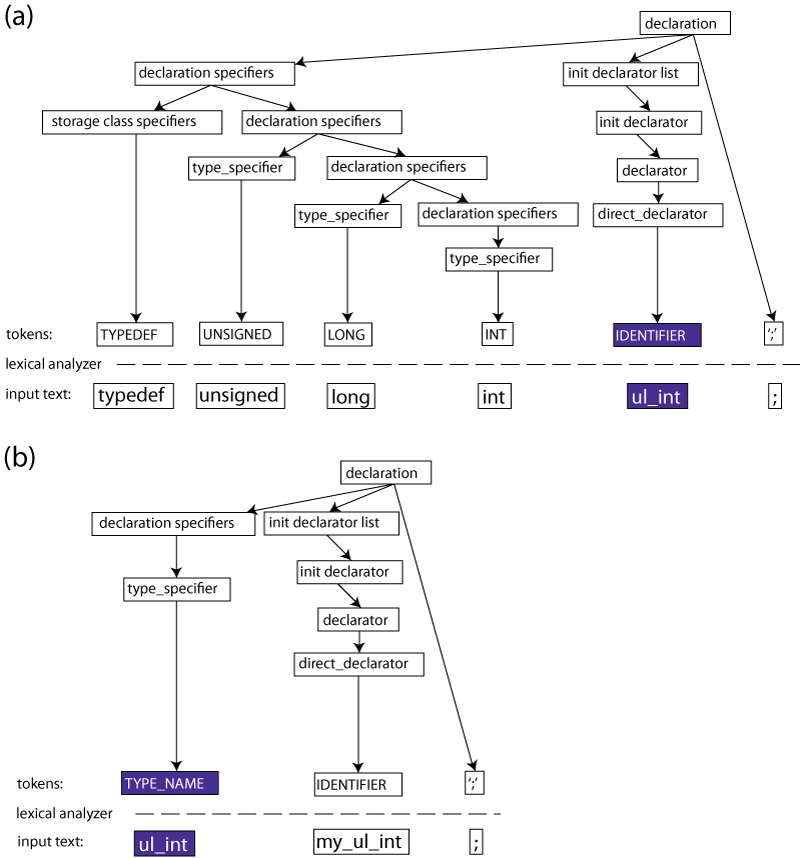 (a)
declaration
declaration specifiers
init declarator list
storage class specifiers
declaration specifiers
init declarator
type_specifier
declaration specifiers
declarator
type_specifier
declaration specifiers
direct_declarator
type_specifier
tokens:
TYPEDEF
UNSIGNED
LONG
INT
IDENTIFIER
';'
lexical analyzer
input text:
typedef
unsigned
long
int
ul_int
;
(b)
declaration
declaration specifiers
init declarator list
init declarator
type_specifier
declarator
direct_declarator
tokens:
TYPE_NAME
IDENTIFIER
';'
lexical analyzer
input text:
ul_int
my_ul_int
;